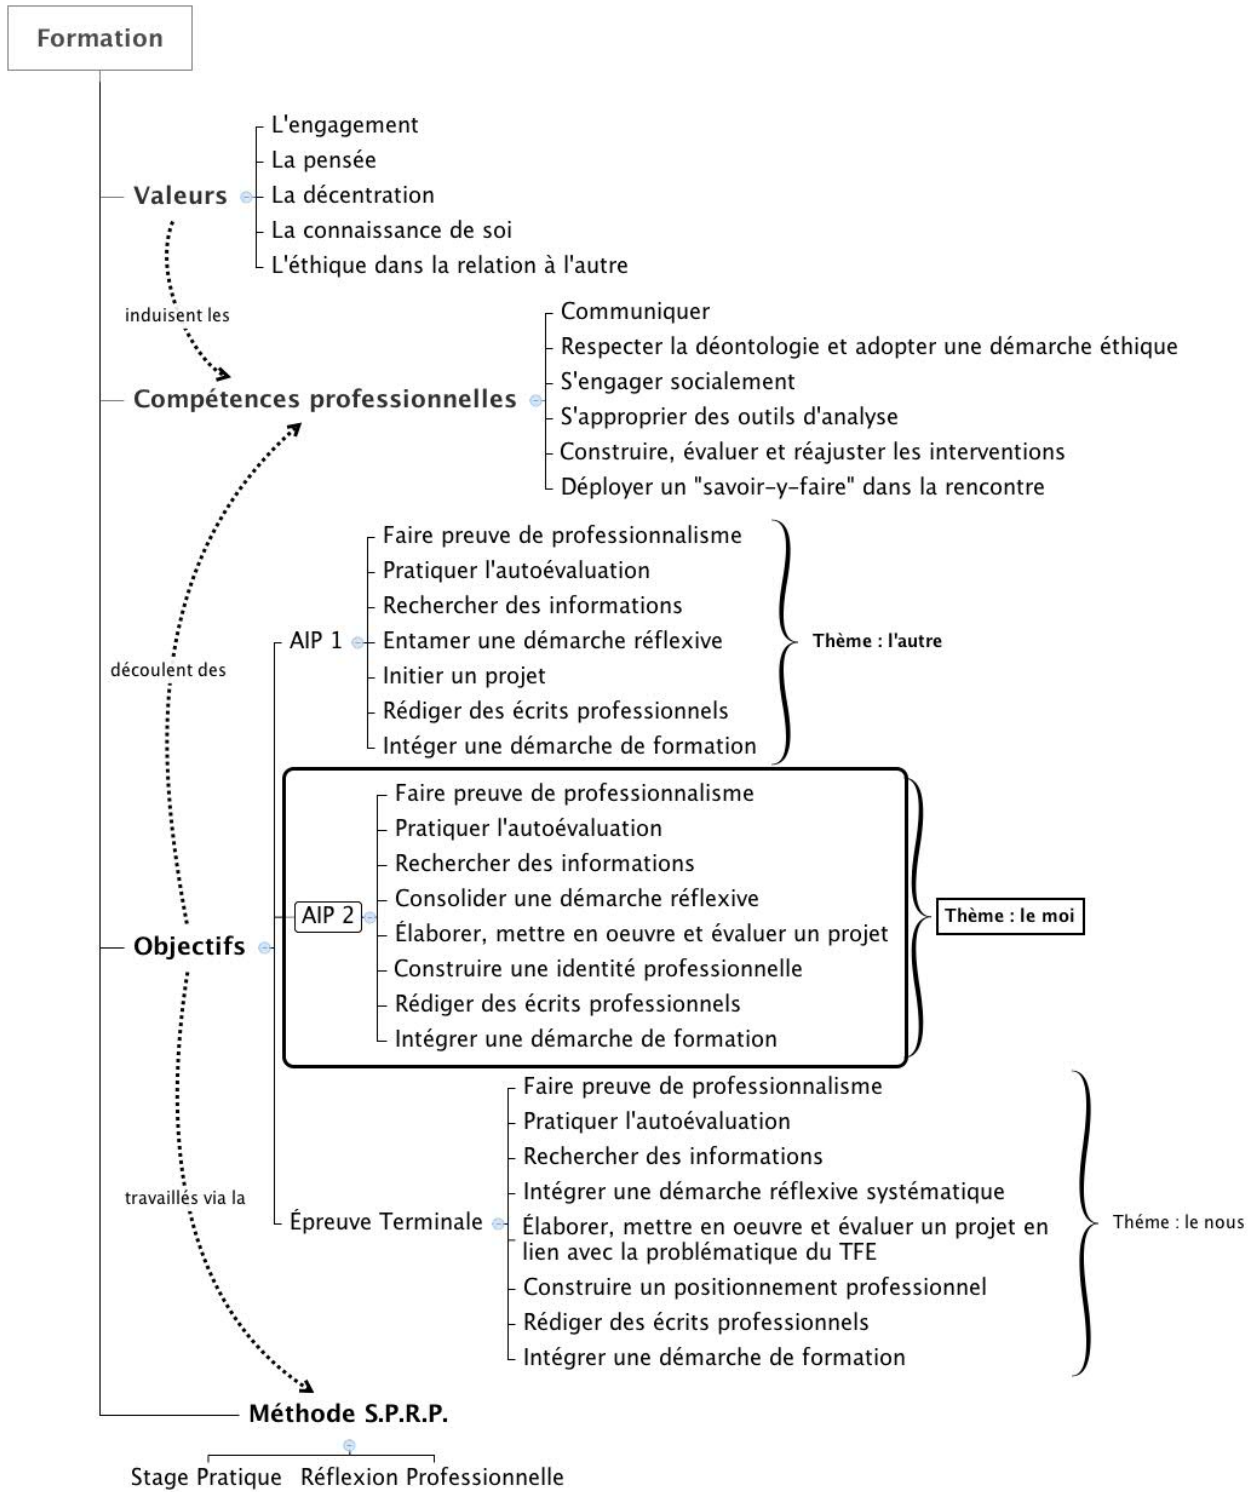 Formation
L'engagement
La pensée
Valeurs
La décentration
La connaissance de soi
L'éthique dans la relation à l'autre
induisent les
Communiquer
Respecter la déontologie et adopter une démarche éthique
S'engager socialement
Compétences professionnelles
S'approprier des outils d'analyse
Construire, évaluer et réajuster les interventions
Déployer un "savoir-y-faire" dans la rencontre
Faire preuve de professionnalisme
Pratiquer l'autoévaluation
Rechercher des informations
AIP 1
Entamer une démarche réflexive
Initier un projet
Rédiger des écrits professionnels
Intéger une démarche de formation
Thème : l'autre
découlent des
Faire preuve de professionnalisme
Pratiquer l'autoévaluation
Rechercher des informations
Consolider une démarche réflexive
AIP 2
Élaborer, mettre en oeuvre et évaluer un projet
Construire une identité professionnelle
Rédiger des écrits professionnels
Intégrer une démarche de formation
Thème : le moi
Objectifs
Faire preuve de professionnalisme
Pratiquer l'autoévaluation
Rechercher des informations
Intégrer une démarche réflexive systématique
Épreuve Terminale
Élaborer, mettre en oeuvre et évaluer un projet en
lien avec la problématique du TFE
Construire un positionnement professionnel
Rédiger des écrits professionnels
Intégrer une démarche de formation
Théme : le nous
travaillés via la
Méthode S.P.R.P.
Stage Pratique
Réflexion Professionnelle